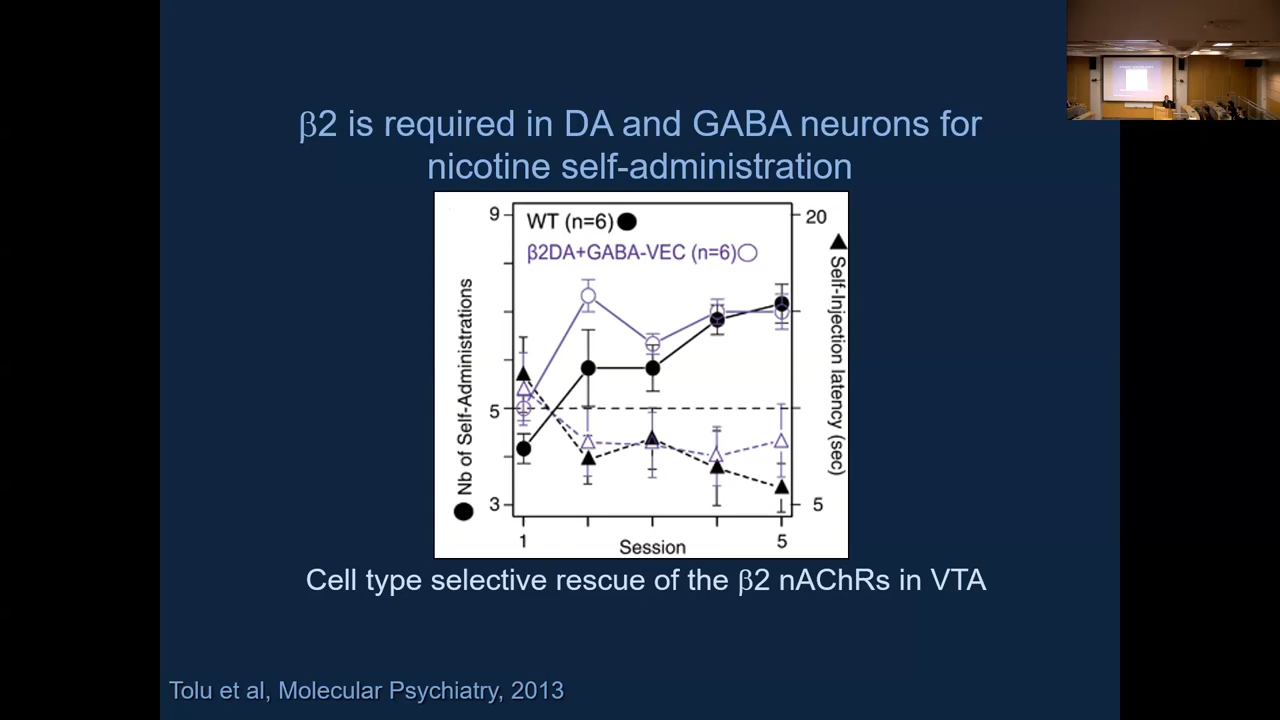 β2 is required in DA and GABA neurons for
nicotine self-administration
9
20
WT (n=6)
β2DA+GABA-VEC (n=6)
Nb of Self-Administrations
Self-Injection latency (sec)
5
3
5
1
5
Session
Cell type selective rescue of the β2 nAChRs in VTA
Tolu et al, Molecular Psychiatry, 2013